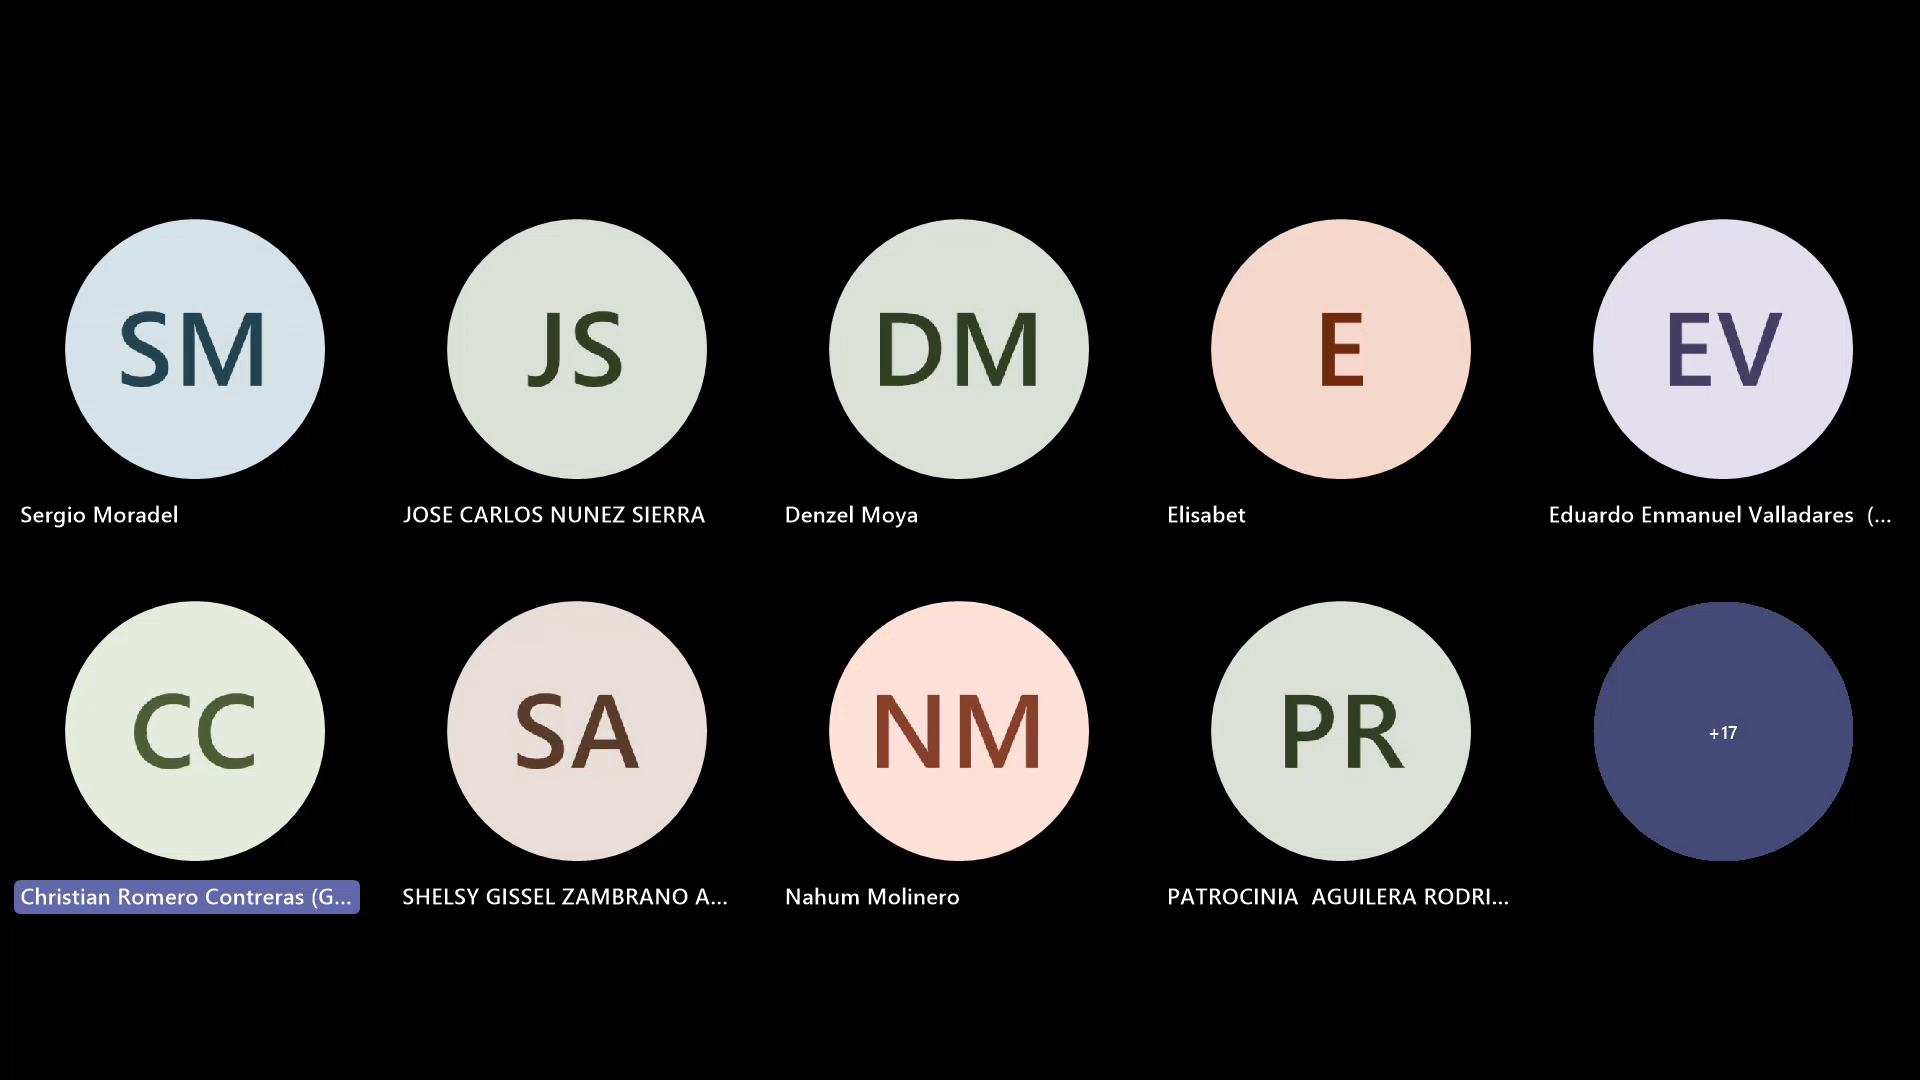 SM
JS
DM
E
EV
Sergio Moradel
JOSE CARLOS NUNEZ SIERRA
Denzel Moya
Elisabet
Eduardo Enmanuel Valladares (...
CC
SA
NM
PR
+17
Christian Romero Contreras (G...
SHELSY GISSEL ZAMBRANO A...
Nahum Molinero
PATROCINIA AGUILERA RODRI...